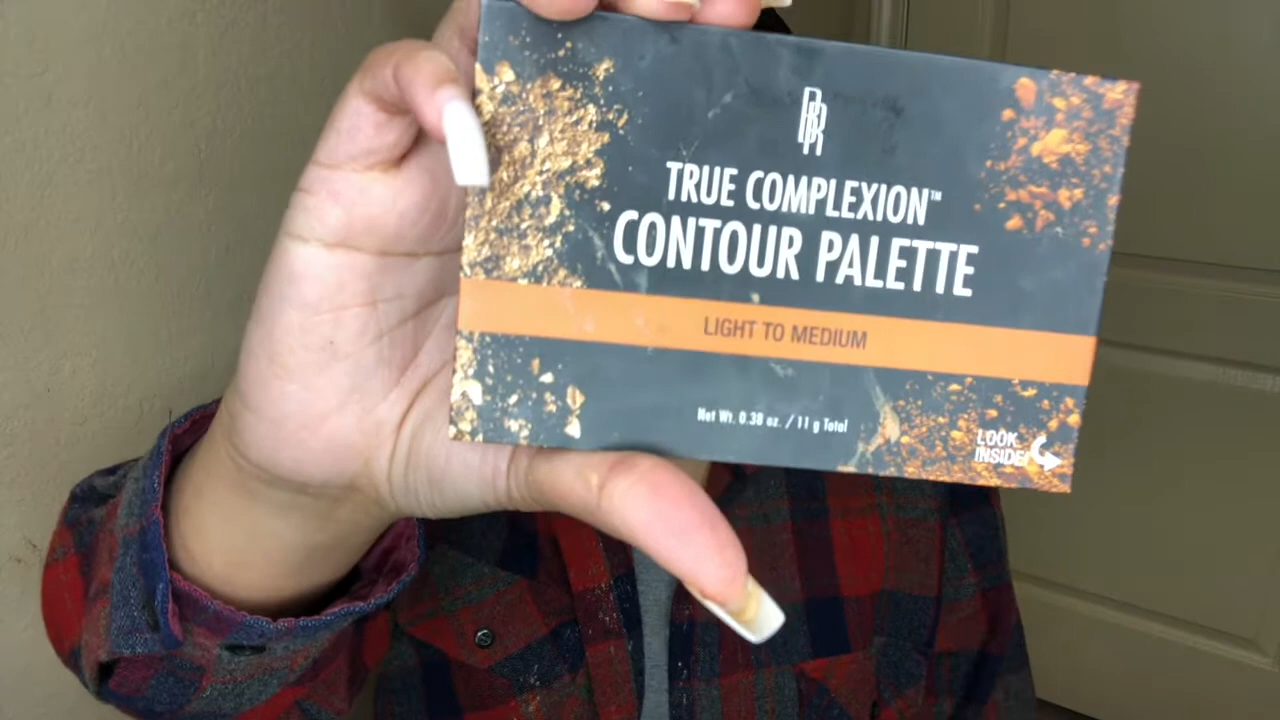 BR
TRUE COMPLEXION™
CONTOUR PALETTE
LIGHT TO MEDIUM
Net Wt. 0.38 oz. / 11 g Total
LOOK
INSIDE!